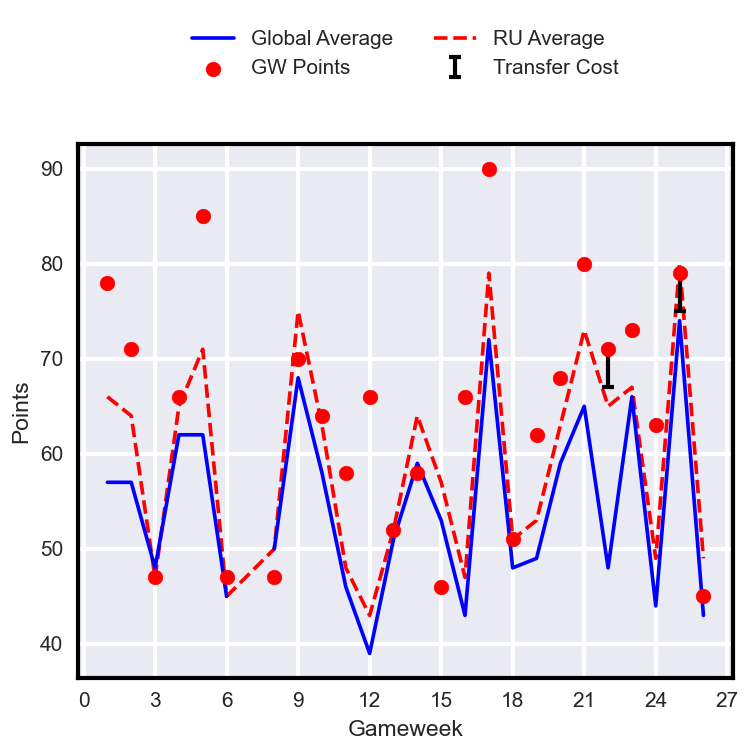 Global Average
RU Average
GW Points
Transfer Cost
90
80
70
60
50
40
Points
0 3 6 9 12 15 18 21 24 27
Gameweek